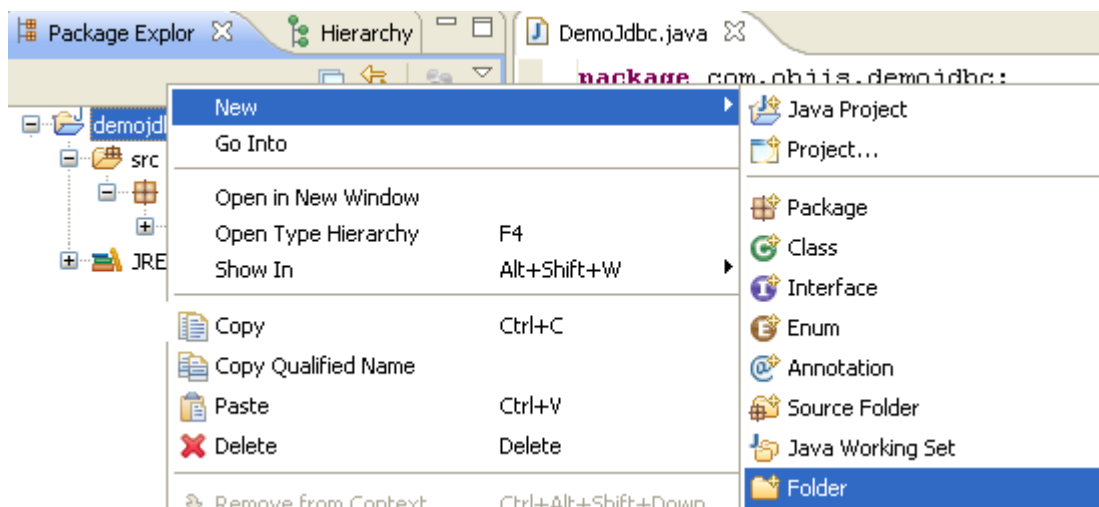 Package Explor Hierarchy DemoJdbc.java
package com.objis.demojdbc;
demojd
src
JRE
New
Go Into
Open in New Window
Open Type Hierarchy F4
Show In Alt+Shift+W
Copy Ctrl+C
Copy Qualified Name
Paste Ctrl+V
Delete Delete
Remove from Context Ctrl+Alt+Shift+Down
Java Project
Project...
Package
Class
Interface
Enum
Annotation
Source Folder
Java Working Set
Folder